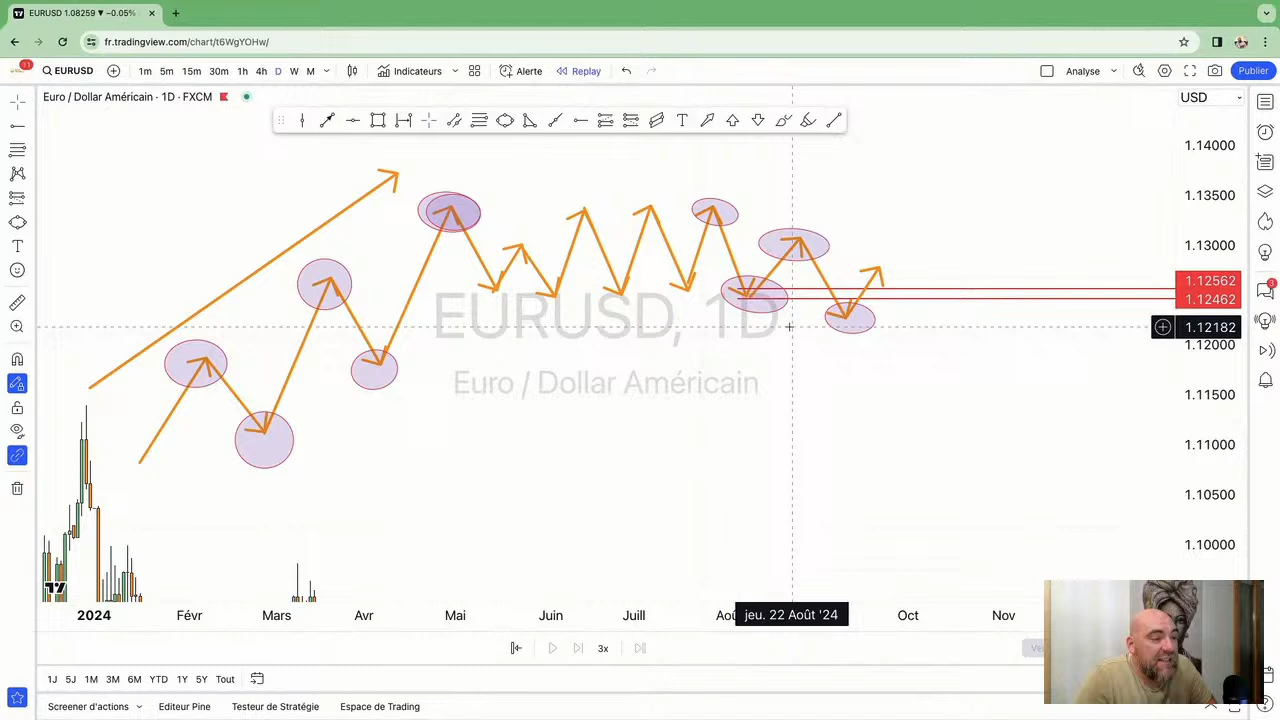 EURUSD 1.08259 ▼ −0.05%
fr.tradingview.com/chart/t6WgYOHw/
11
EURUSD 1m 5m 15m 30m 1h 4h D W M Indicateurs Alerte Replay Analyse Publier
Euro / Dollar Américain · 1D · FXCM
USD
1.14000
1.13500
1.13000
1.12562
1.12462
1.12182
1.12000
1.11500
1.11000
1.10500
1.10000
EURUSD, 1D
Euro / Dollar Américain
3
2024 Févr Mars Avr Mai Juin Juill Aoû jeu. 22 Août '24 Oct Nov
3x
1J 5J 1M 3M 6M YTD 1Y 5Y Tout
Screener d'actions Editeur Pine Testeur de Stratégie Espace de Trading